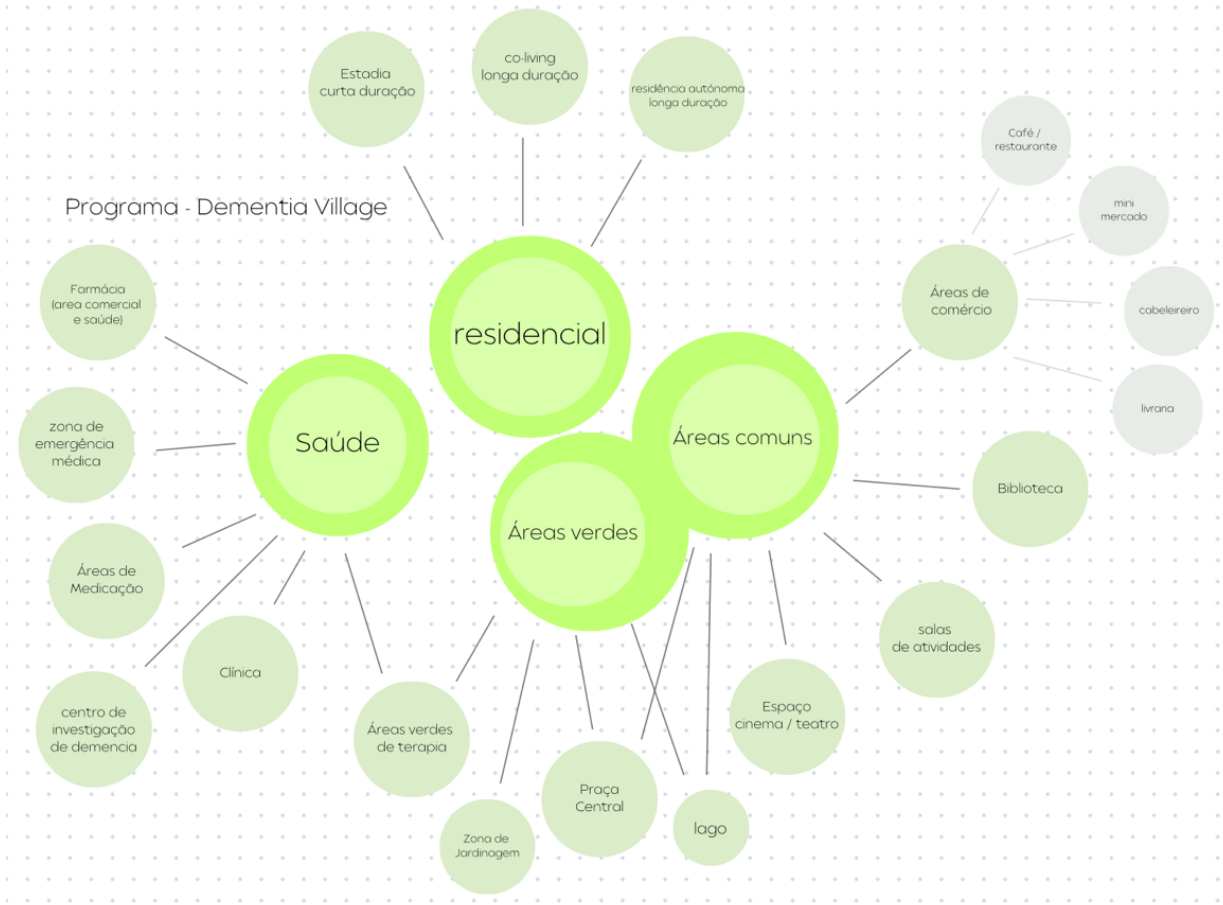 Estadia
curta duração
co-living
longa duração
residência autónoma
longa duração
Café /
restaurante
mini
mercado
Programa - Dementia Village
Farmácia
(area comercial
e saúde)
Áreas de
comércio
cabeleireiro
residencial
livraria
zona de
emergência
médica
Saúde
Áreas comuns
Biblioteca
Áreas verdes
Áreas de
Medicação
salas
de atividades
Clínica
centro de
investigação
de demencia
Áreas verdes
de terapia
Espaço
cinema / teatro
Praça
Central
lago
Zona de
Jardinagem